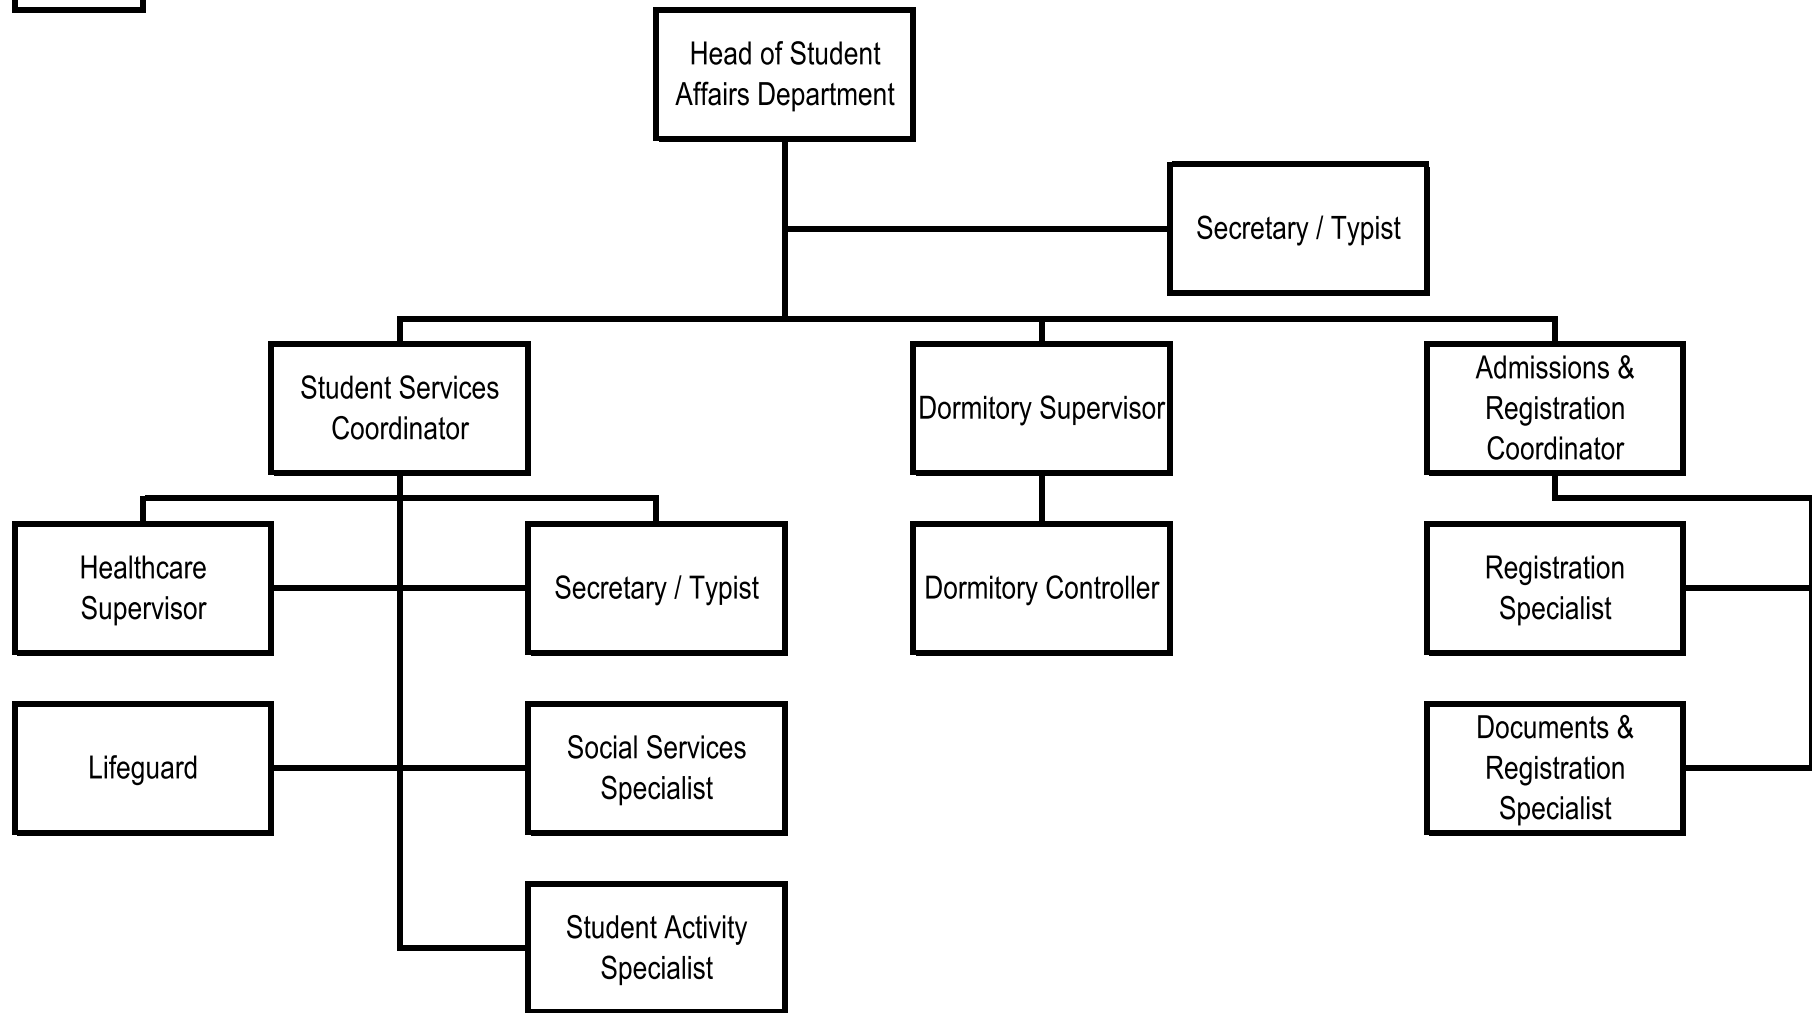 Head of Student
Affairs Department
Secretary / Typist
Student Services
Coordinator
Dormitory Supervisor
Admissions &
Registration
Coordinator
Healthcare
Supervisor
Secretary / Typist
Dormitory Controller
Registration
Specialist
Lifeguard
Social Services
Specialist
Documents &
Registration
Specialist
Student Activity
Specialist